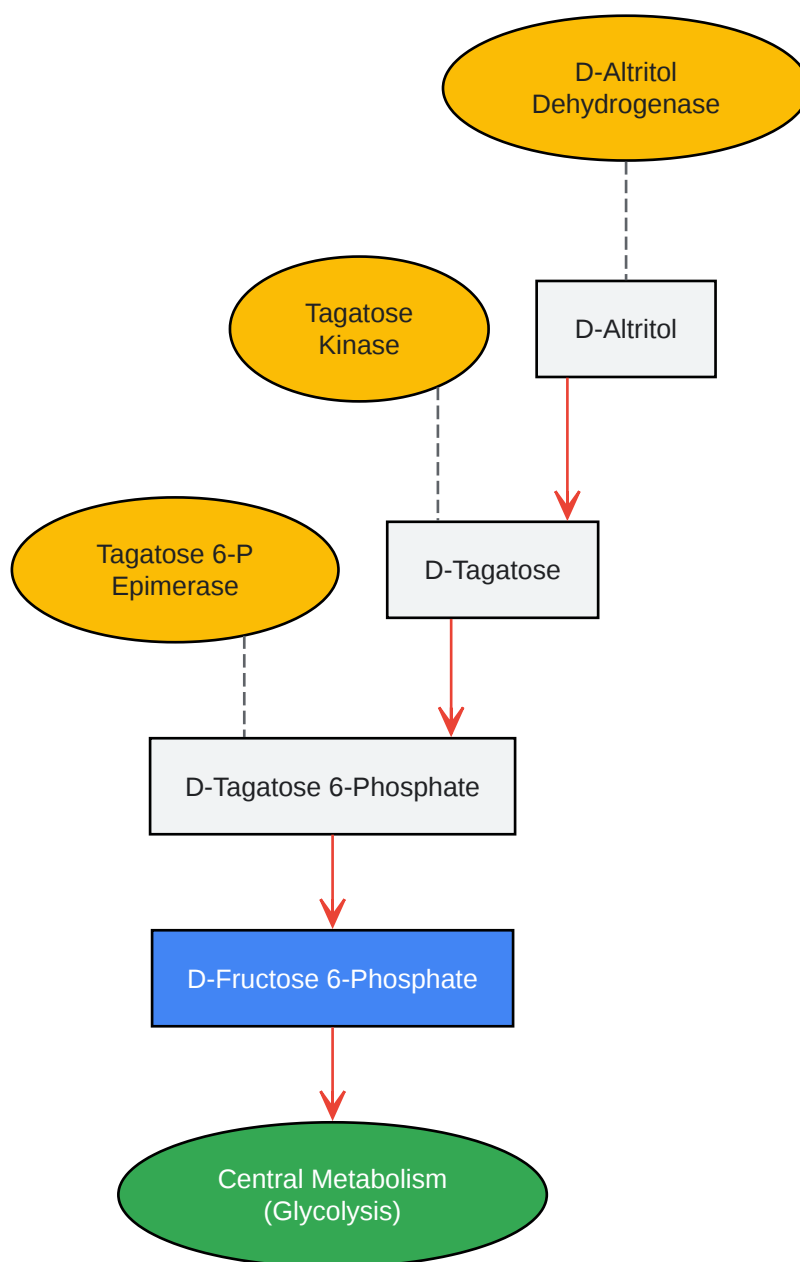 D-Altritol
Dehydrogenase
Tagatose
Kinase
D-Altritol
Tagatose 6-P
Epimerase
D-Tagatose
D-Tagatose 6-Phosphate
D-Fructose 6-Phosphate
Central Metabolism
(Glycolysis)